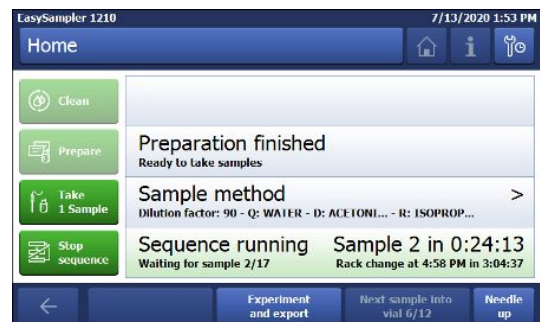 EasySampler 1210 7/13/2020 1:53 PM
Home
Clean
Prepare
Preparation finished
Ready to take samples
Take
1 Sample
Sample method >
Dilution factor: 90 - Q: WATER - D: ACETONI... - R: ISOPROP...
Stop
sequence
Sequence running Sample 2 in 0:24:13
Waiting for sample 2/17 Rack change at 4:58 PM in 3:04:37
Experiment
and export
Next sample into
vial 6/12
Needle
up